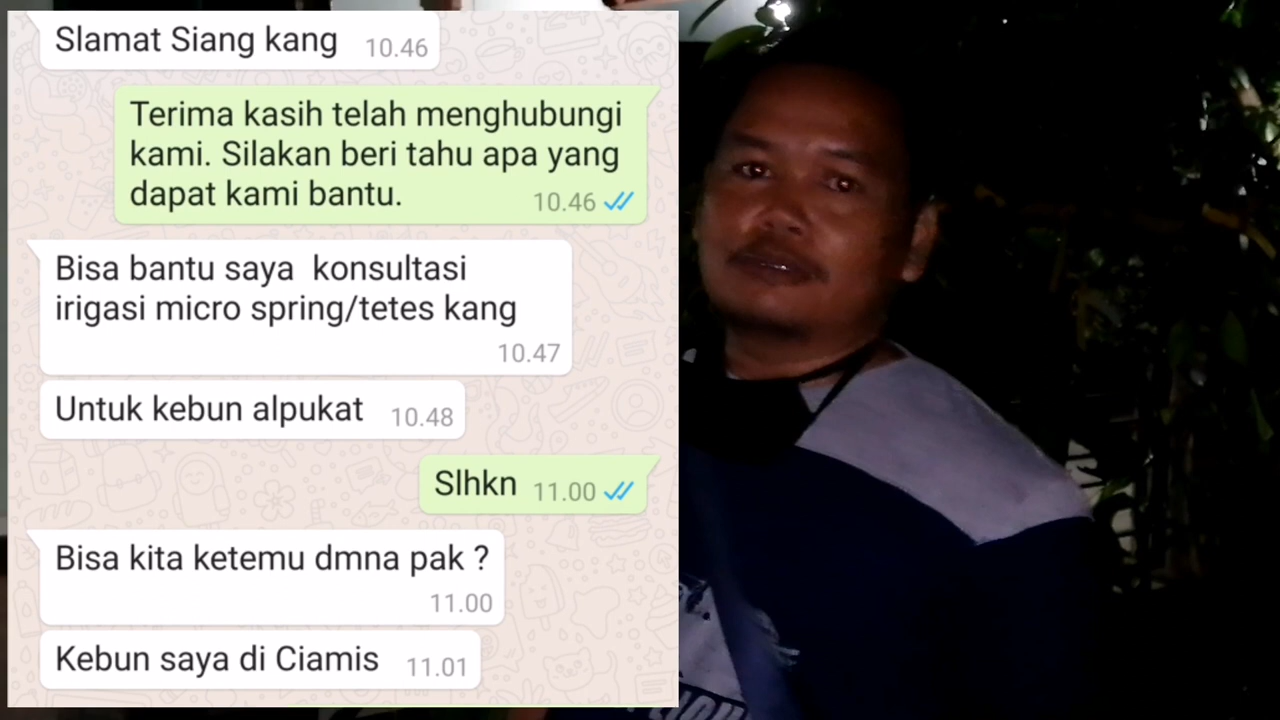 Slamat Siang kang 10.46
Terima kasih telah menghubungi
kami. Silakan beri tahu apa yang
dapat kami bantu. 10.46
Bisa bantu saya  konsultasi
irigasi micro spring/tetes kang
10.47
Untuk kebun alpukat 10.48
Slhkn 11.00
Bisa kita ketemu dmna pak ?
11.00
Kebun saya di Ciamis 11.01